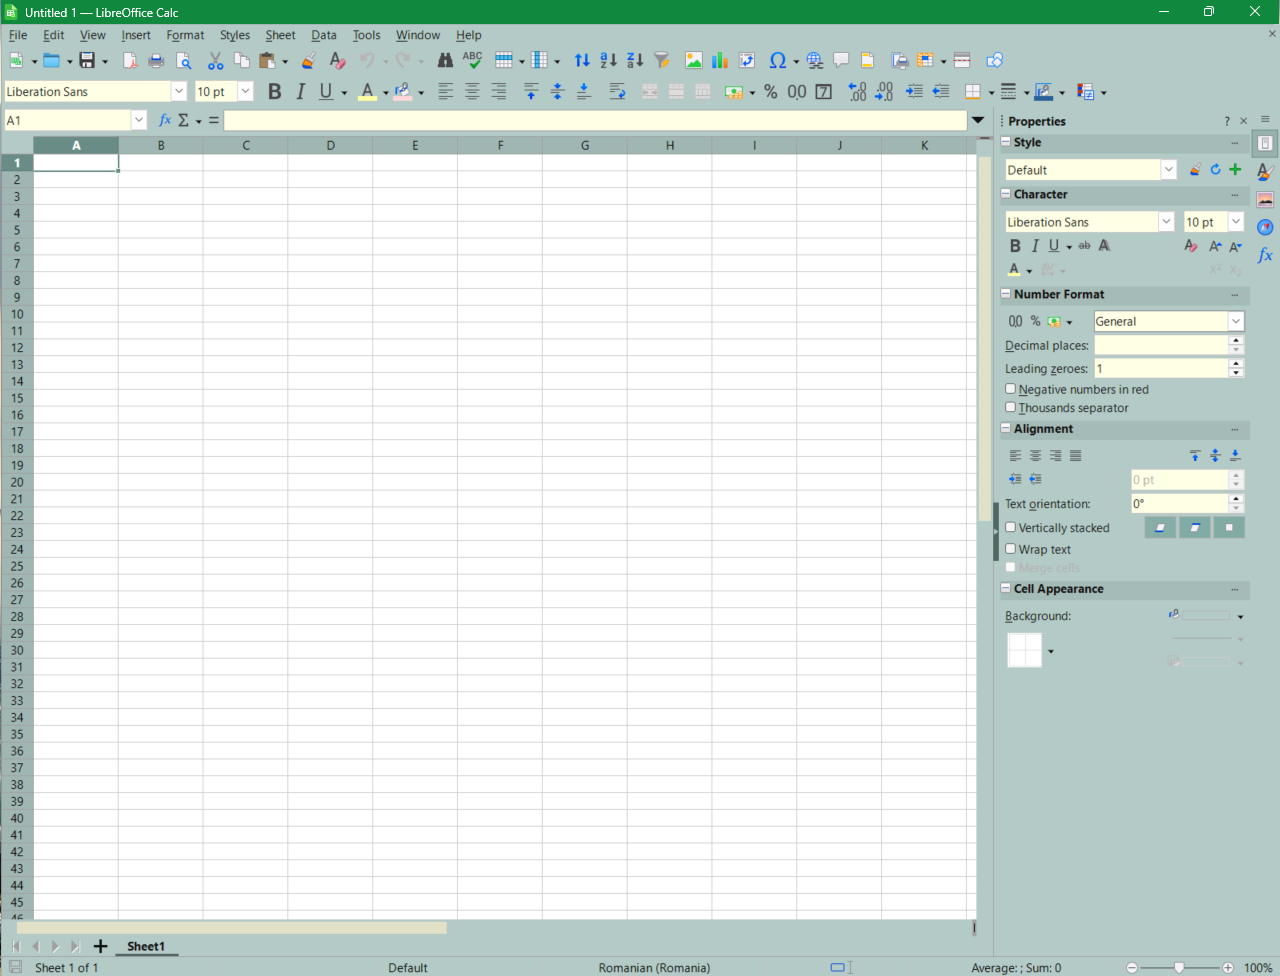 Untitled 1 — LibreOffice Calc
File Edit View Insert Format Styles Sheet Data Tools Window Help
Liberation Sans 10 pt
A1
Properties
Style
Default
Character
Liberation Sans 10 pt
Number Format
General
Decimal places:
Leading zeroes: 1
Negative numbers in red
Thousands separator
Alignment
0 pt
Text orientation: 0°
Vertically stacked
Wrap text
Merge cells
Cell Appearance
Background:
A B C D E F G H I J K
1
2
3
4
5
6
7
8
9
10
11
12
13
14
15
16
17
18
19
20
21
22
23
24
25
26
27
28
29
30
31
32
33
34
35
36
37
38
39
40
41
42
43
44
45
46
Sheet1
Sheet 1 of 1 Default Romanian (Romania) Average: ; Sum: 0 100%